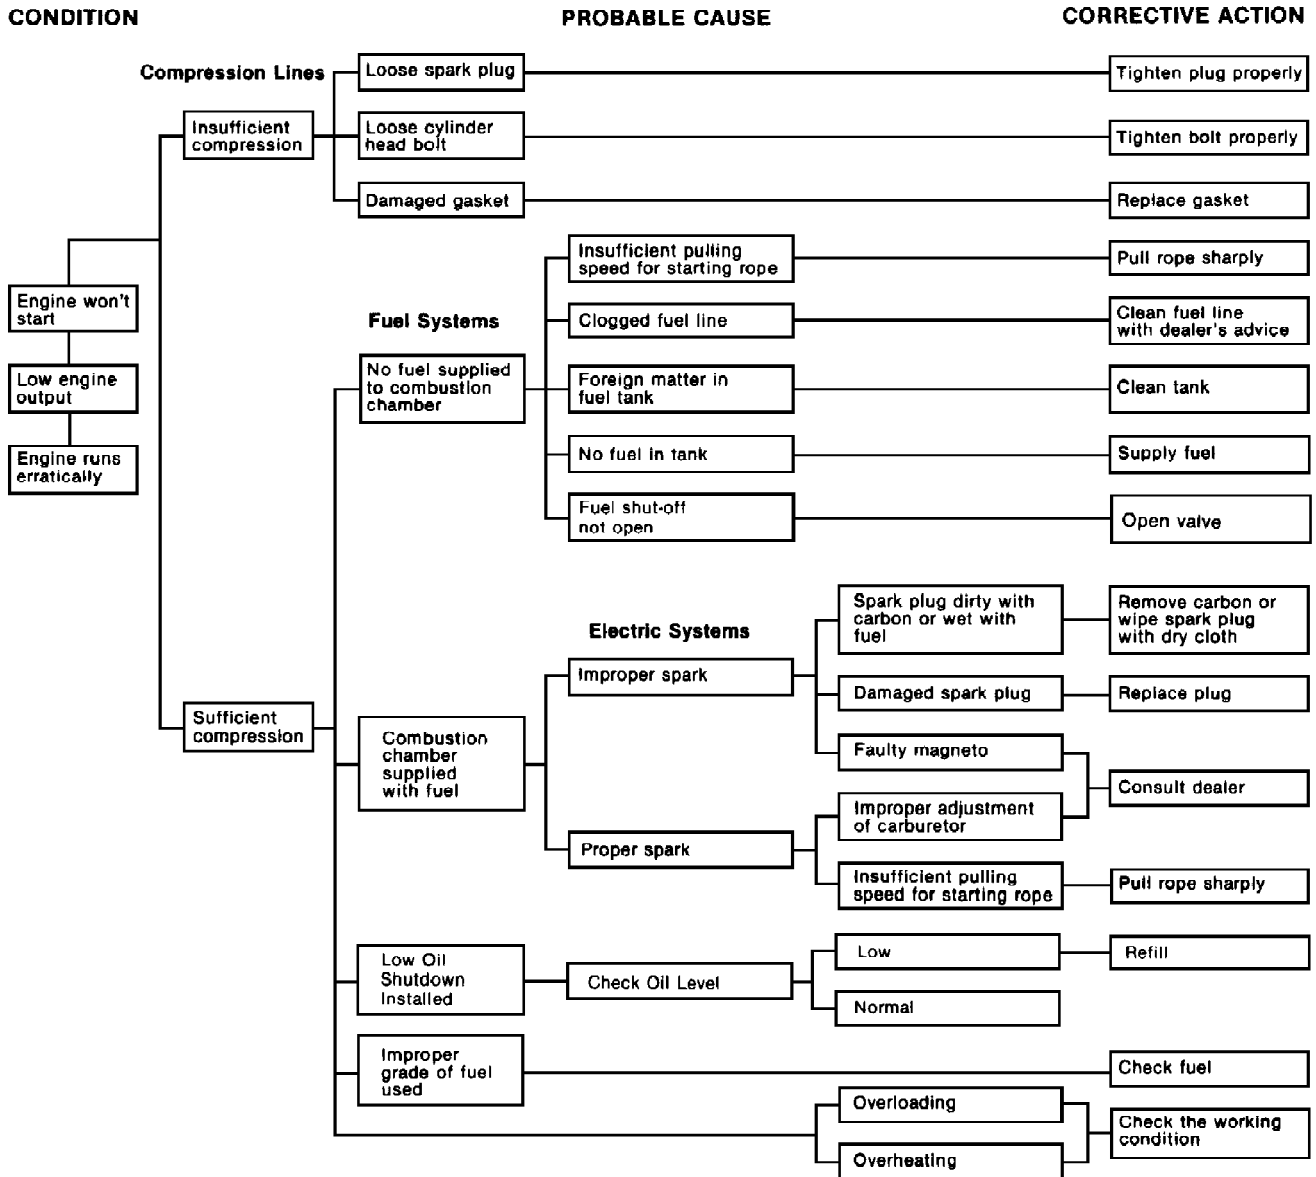 CONDITION
PROBABLE CAUSE
CORRECTIVE ACTION
Compression Lines
Loose spark plug
Tighten plug properly
Insufficient
compression
Loose cylinder
head bolt
Tighten bolt properly
Damaged gasket
Replace gasket
Engine won't
start
Low engine
output
Engine runs
erratically
Fuel Systems
No fuel supplied
to combustion
chamber
Insufficient pulling
speed for starting rope
Pull rope sharply
Clogged fuel line
Clean fuel line
with dealer's advice
Foreign matter in
fuel tank
Clean tank
No fuel in tank
Supply fuel
Fuel shut-off
not open
Open valve
Sufficient
compression
Electric Systems
Combustion
chamber
supplied
with fuel
Improper spark
Spark plug dirty with
carbon or wet with
fuel
Remove carbon or
wipe spark plug
with dry cloth
Damaged spark plug
Replace plug
Faulty magneto
Consult dealer
Proper spark
Improper adjustment
of carburetor
Insufficient pulling
speed for starting rope
Pull rope sharply
Low Oil
Shutdown
Installed
Check Oil Level
Low
Refill
Normal
Improper
grade of fuel
used
Check fuel
Overloading
Overheating
Check the working
condition